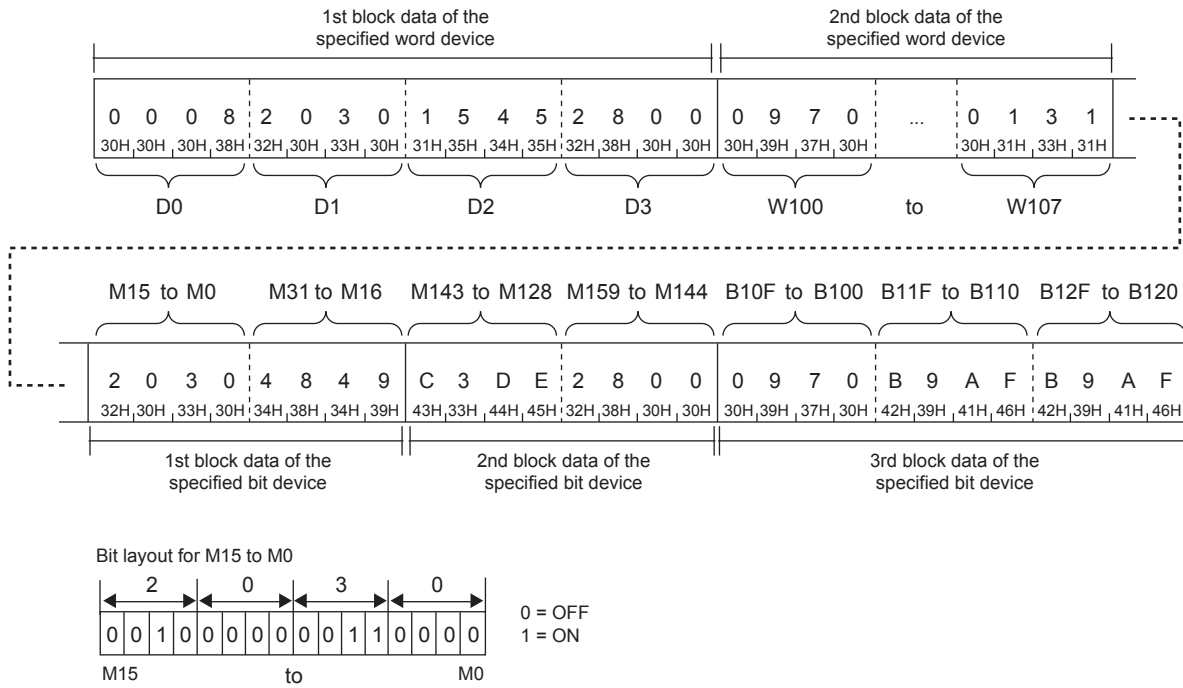 1st block data of the
specified word device
2nd block data of the
specified word device
0 0 0 8 2 0 3 0 1 5 4 5 2 8 0 0 0 9 7 0 ... 0 1 3 1
30H 30H 30H 38H 32H 30H 33H 30H 31H 35H 34H 35H 32H 38H 30H 30H 30H 39H 37H 30H 30H 31H 33H 31H
D0 D1 D2 D3 W100 to W107
M15 to M0 M31 to M16 M143 to M128 M159 to M144 B10F to B100 B11F to B110 B12F to B120
2 0 3 0 4 8 4 9 C 3 D E 2 8 0 0 0 9 7 0 B 9 A F B 9 A F
32H 30H 33H 30H 34H 38H 34H 39H 43H 33H 44H 45H 32H 38H 30H 30H 30H 39H 37H 30H 42H 39H 41H 46H 42H 39H 41H 46H
1st block data of the
specified bit device
2nd block data of the
specified bit device
3rd block data of the
specified bit device
Bit layout for M15 to M0
2 0 3 0
0 0 1 0 0 0 0 0 0 0 1 1 0 0 0 0
0 = OFF
1 = ON
M15 to M0